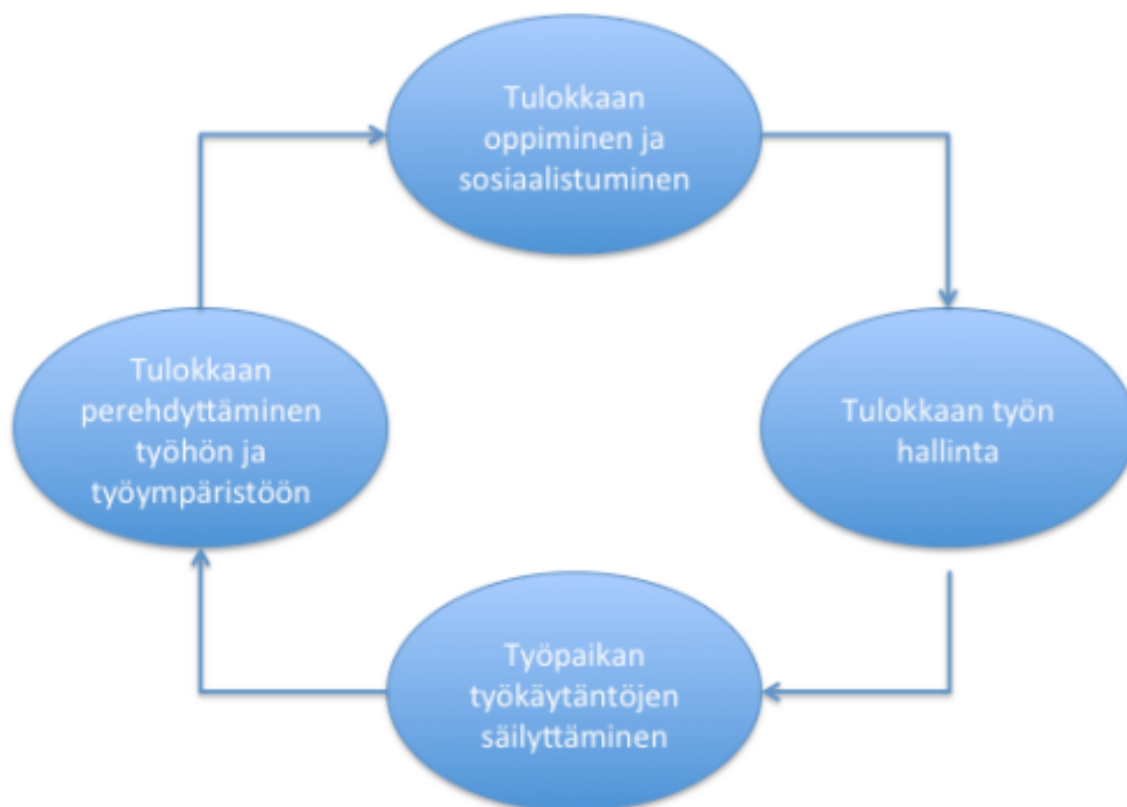 Tulokkaan
oppiminen ja
sosiaalistuminen
Tulokkaan
perehdyttäminen
työhön ja
työympäristöön
Tulokkaan työn
hallinta
Työpaikan
työkäytäntöjen
säilyttäminen